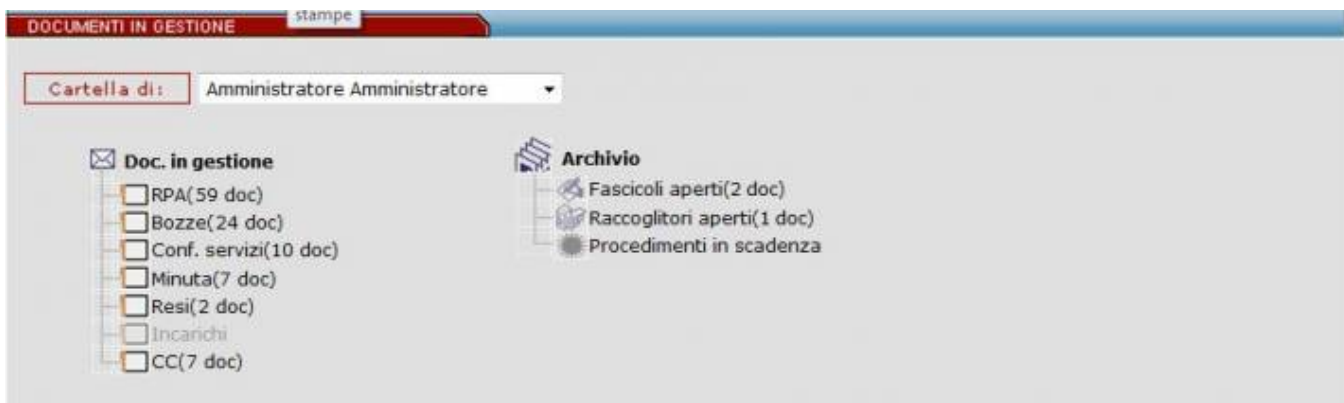 stampe
DOCUMENTI IN GESTIONE
Cartella di: Amministratore Amministratore
Doc. in gestione
RPA(59 doc)
Bozze(24 doc)
Conf. servizi(10 doc)
Minuta(7 doc)
Resi(2 doc)
Incarichi
CC(7 doc)
Archivio
Fascicoli aperti(2 doc)
Raccoglitori aperti(1 doc)
Procedimenti in scadenza